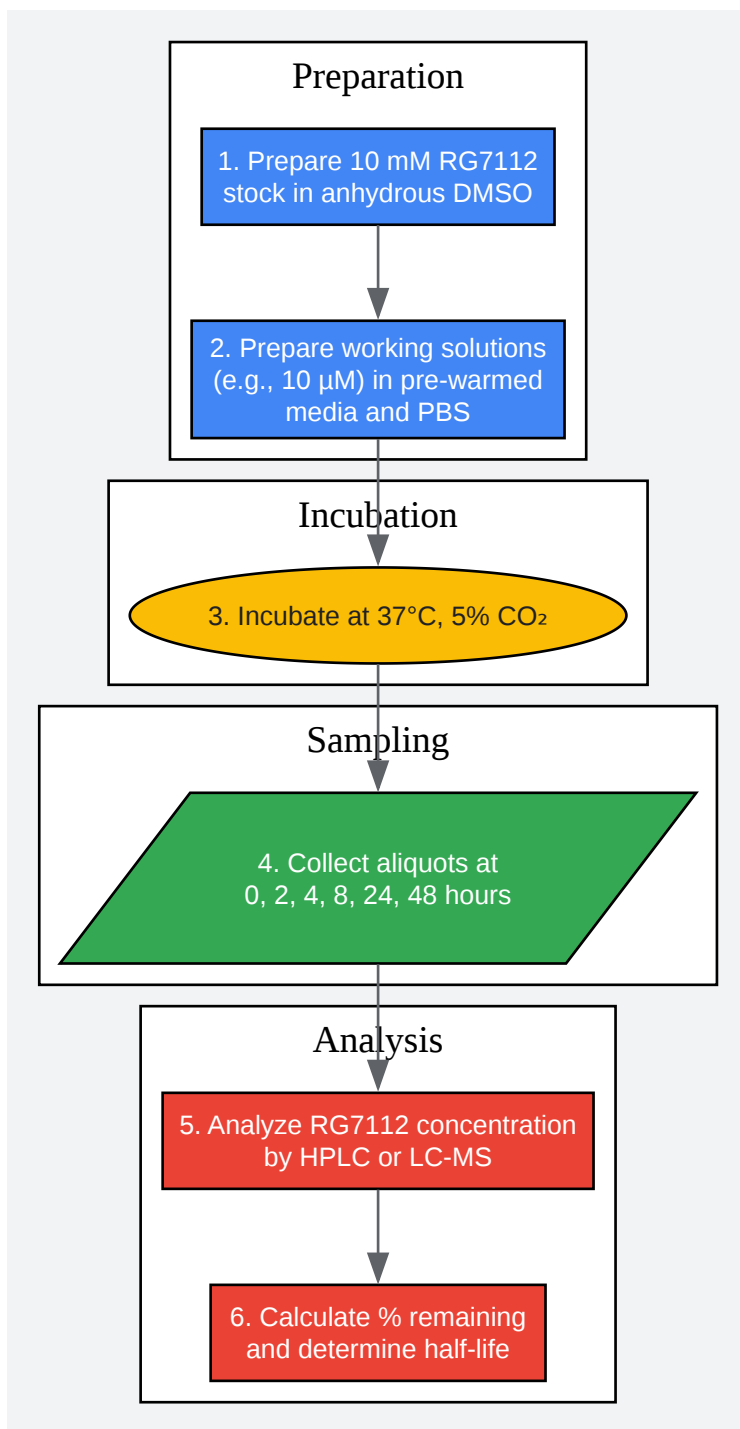 Preparation
1. Prepare 10 mM RG7112
stock in anhydrous DMSO
2. Prepare working solutions
(e.g., 10 µM) in pre-warmed
media and PBS
Incubation
3. Incubate at 37°C, 5% CO₂
Sampling
4. Collect aliquots at
0, 2, 4, 8, 24, 48 hours
Analysis
5. Analyze RG7112 concentration
by HPLC or LC-MS
6. Calculate % remaining
and determine half-life